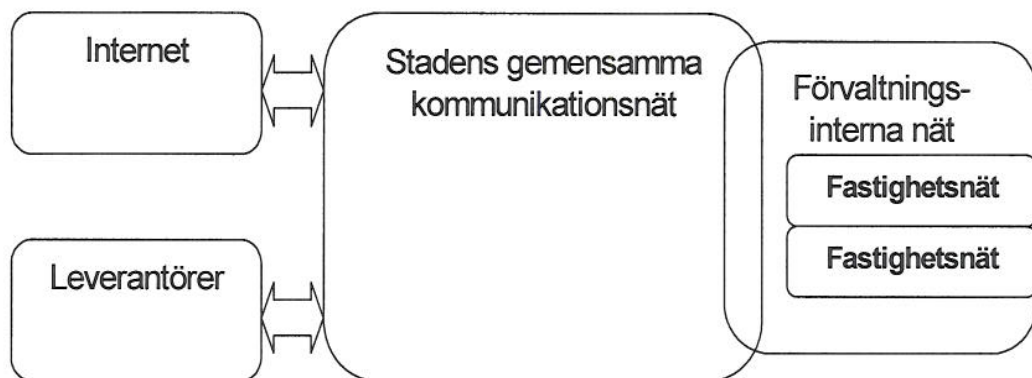 Internet
Stadens gemensamma
kommunikationsnät
Förvaltnings-
interna nät
Fastighetsnät
Fastighetsnät
Leverantörer